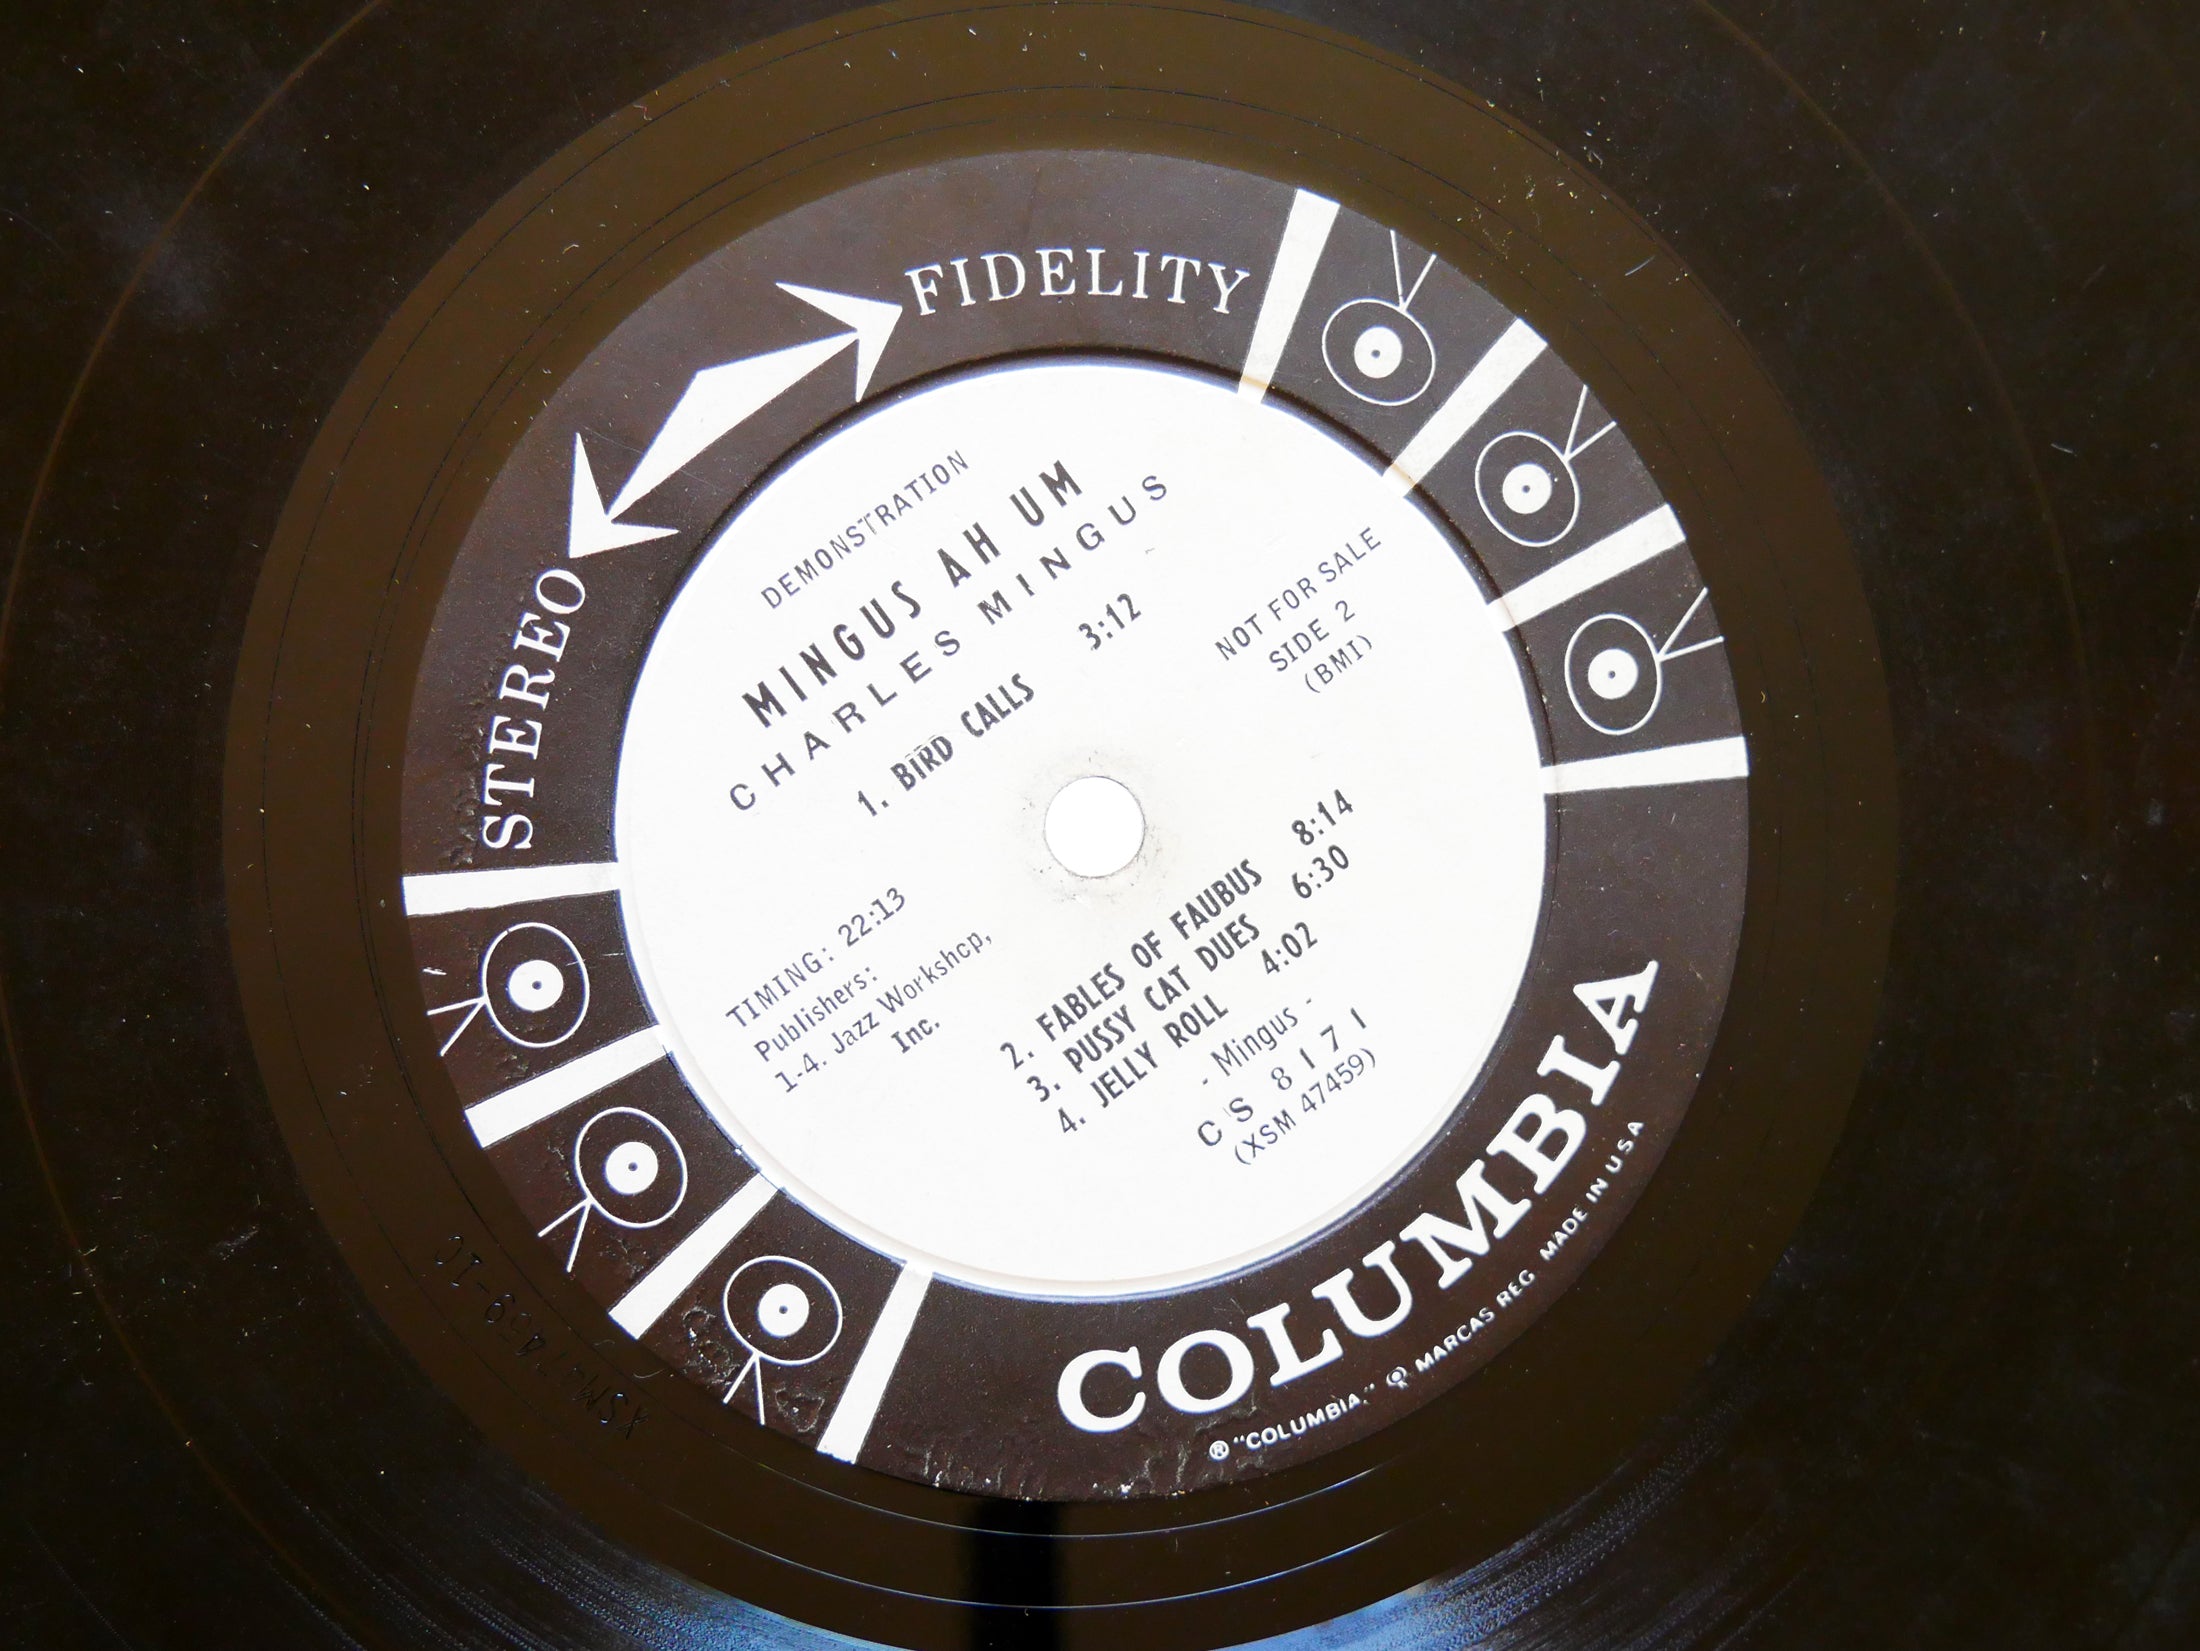 STEREO FIDELITY
DEMONSTRATION
MINGUS AH UM
CHARLES MINGUS
1. BIRD CALLS 3:12
NOT FOR SALE
SIDE 2
(BMI)
TIMING: 22:13
Publishers:
1-4. Jazz Workshop,
Inc.
2. FABLES OF FAUBUS 8:14
3. PUSSY CAT DUES 6:30
4. JELLY ROLL 4:02
- Mingus -
CS 8171
(XSM 47459)
COLUMBIA
® "COLUMBIA," ® MARCAS REG. MADE IN U S A